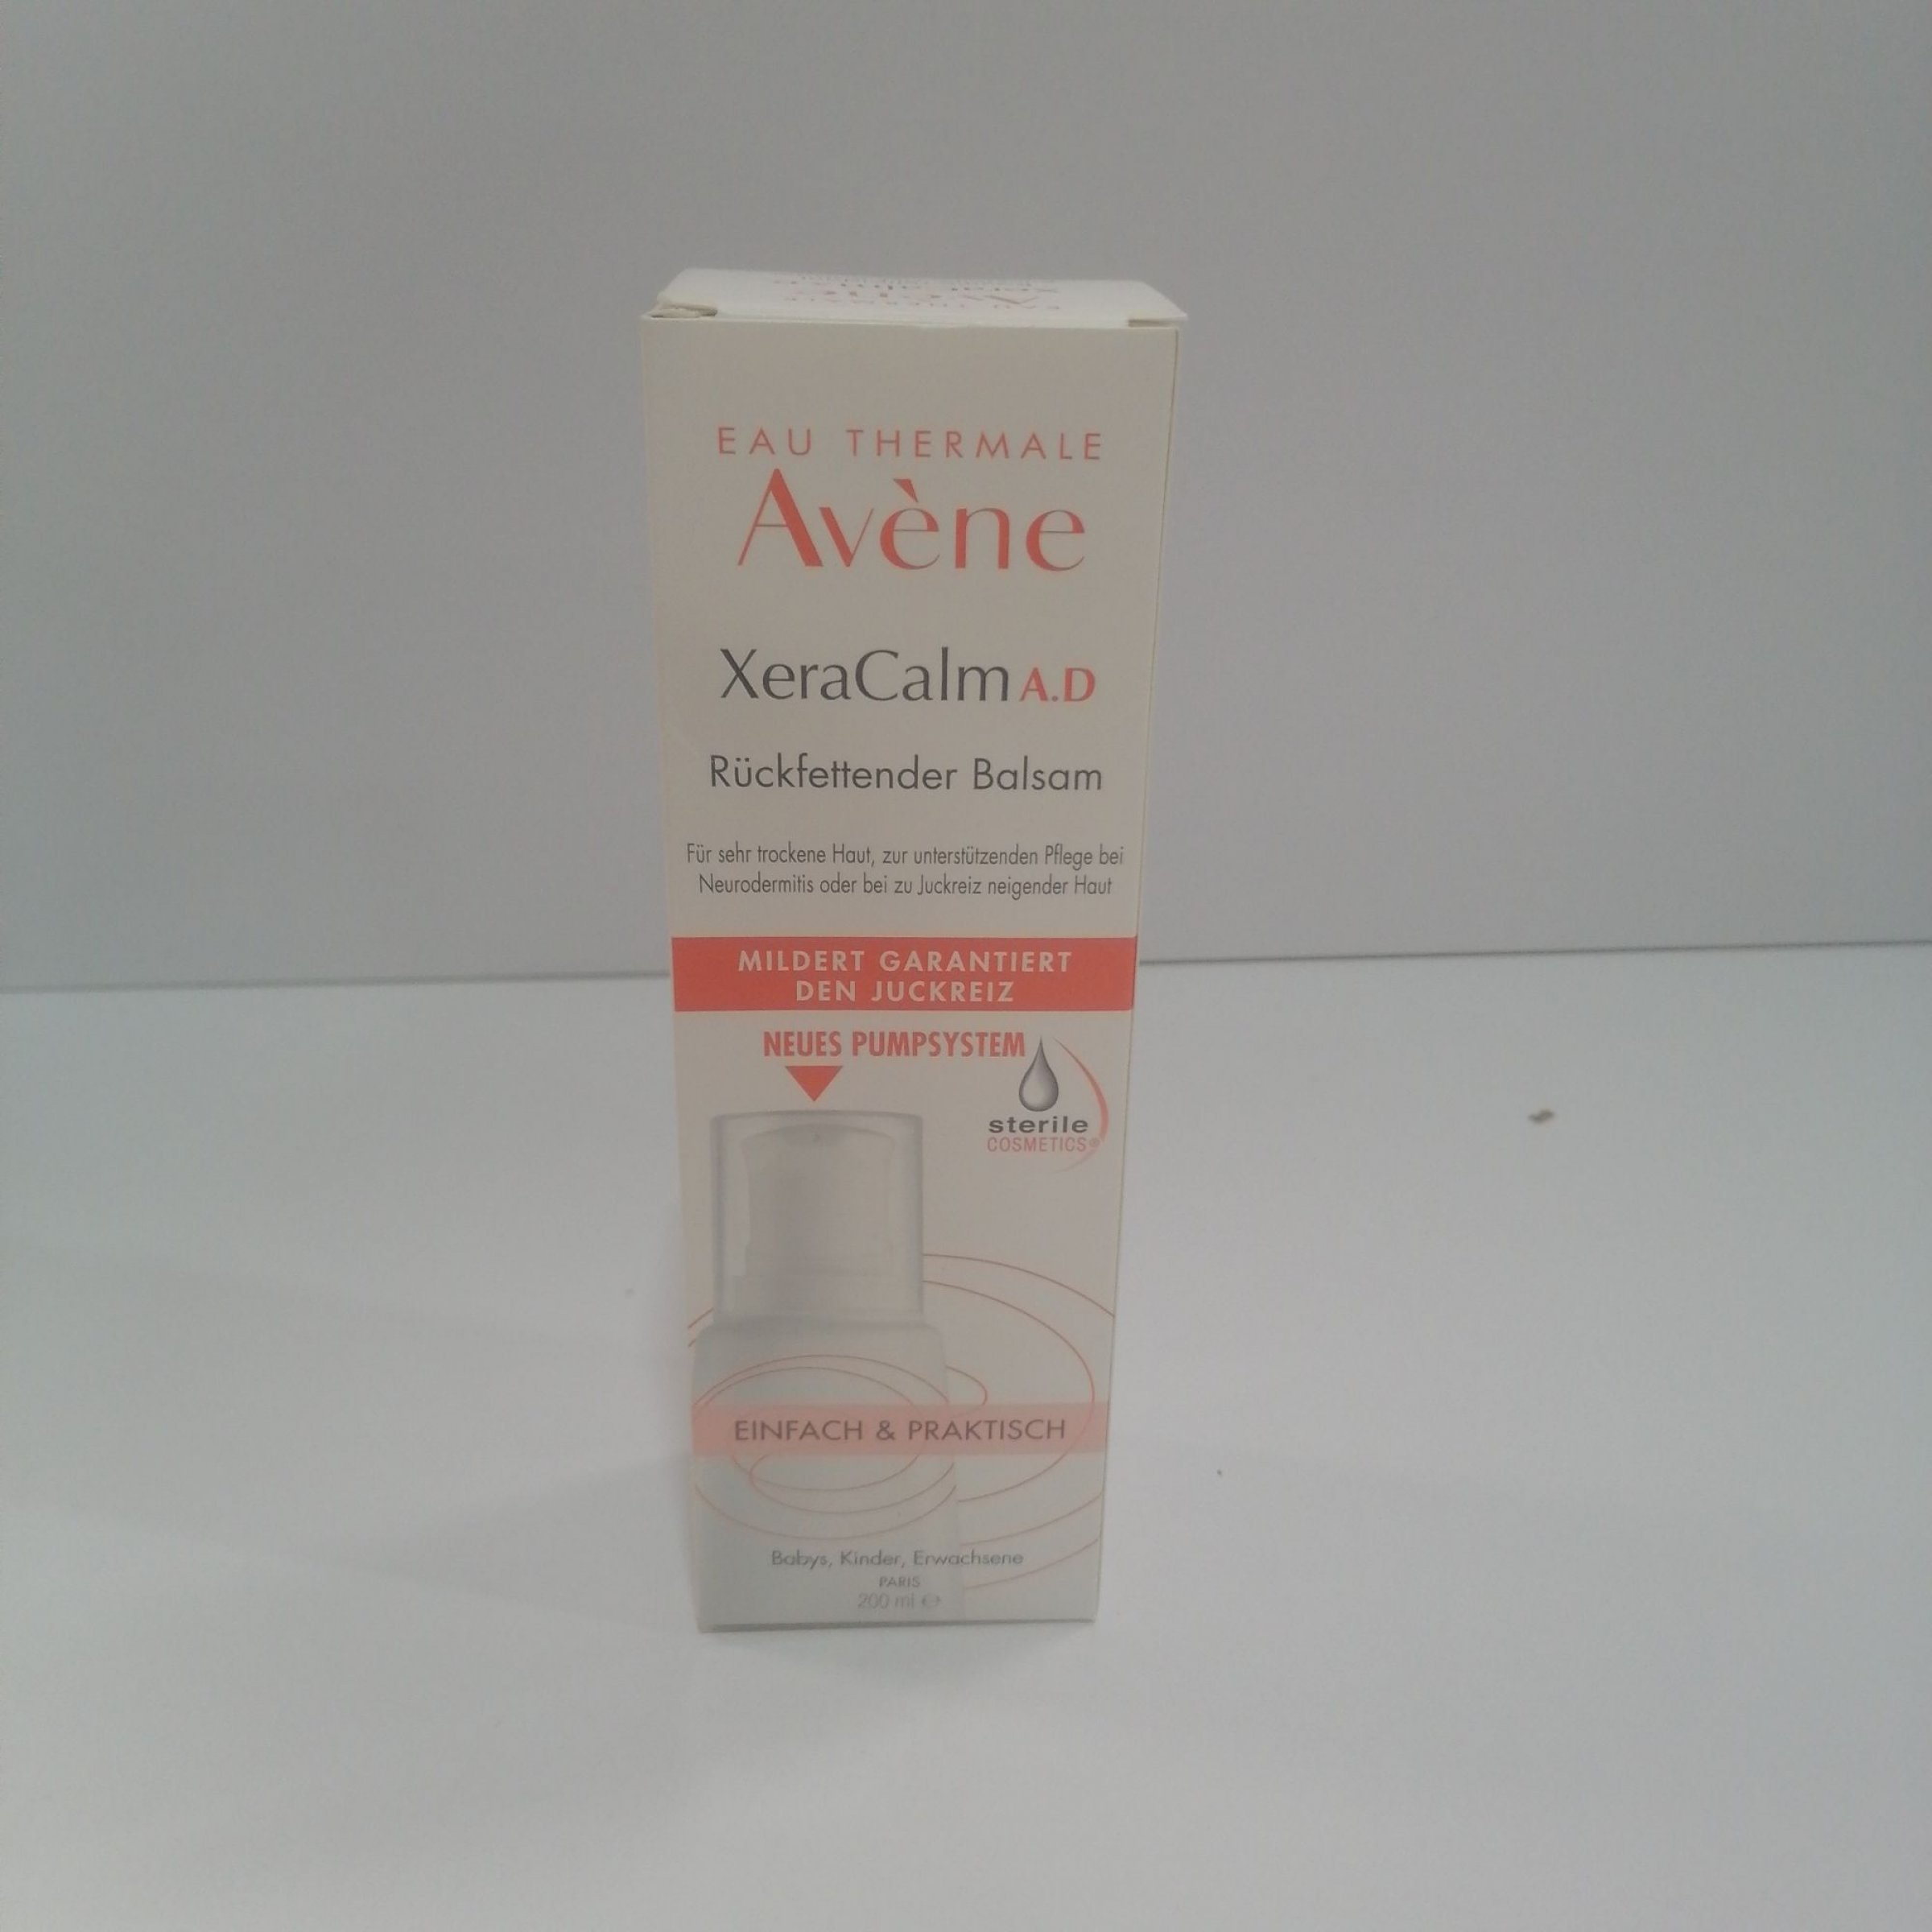 EAU THERMALE
Avène
XeraCalm A.D
Rückfettender Balsam
Für sehr trockene Haut, zur unterstützenden Pflege bei
Neurodermitis oder bei zu Juckreiz neigender Haut
MILDERT GARANTIERT
DEN JUCKREIZ
NEUES PUMPSYSTEM
sterile
COSMETICS®
EINFACH & PRAKTISCH
Babys, Kinder, Erwachsene
PARIS
200 ml ℮